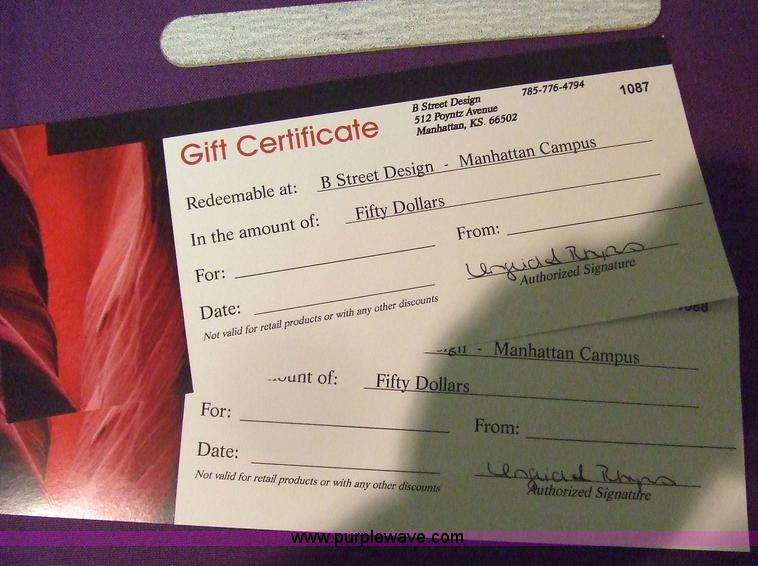 Gift Certificate
B Street Design
512 Poyntz Avenue
Manhattan, KS. 66502
785-776-4794
1087
Redeemable at: B Street Design - Manhattan Campus
In the amount of: Fifty Dollars
For:
From:
Authorized Signature
Date:
Not valid for retail products or with any other discounts
1088
- Manhattan Campus
ount of: Fifty Dollars
For:
From:
Date:
Authorized Signature
Not valid for retail products or with any other discounts
www.purplewave.com